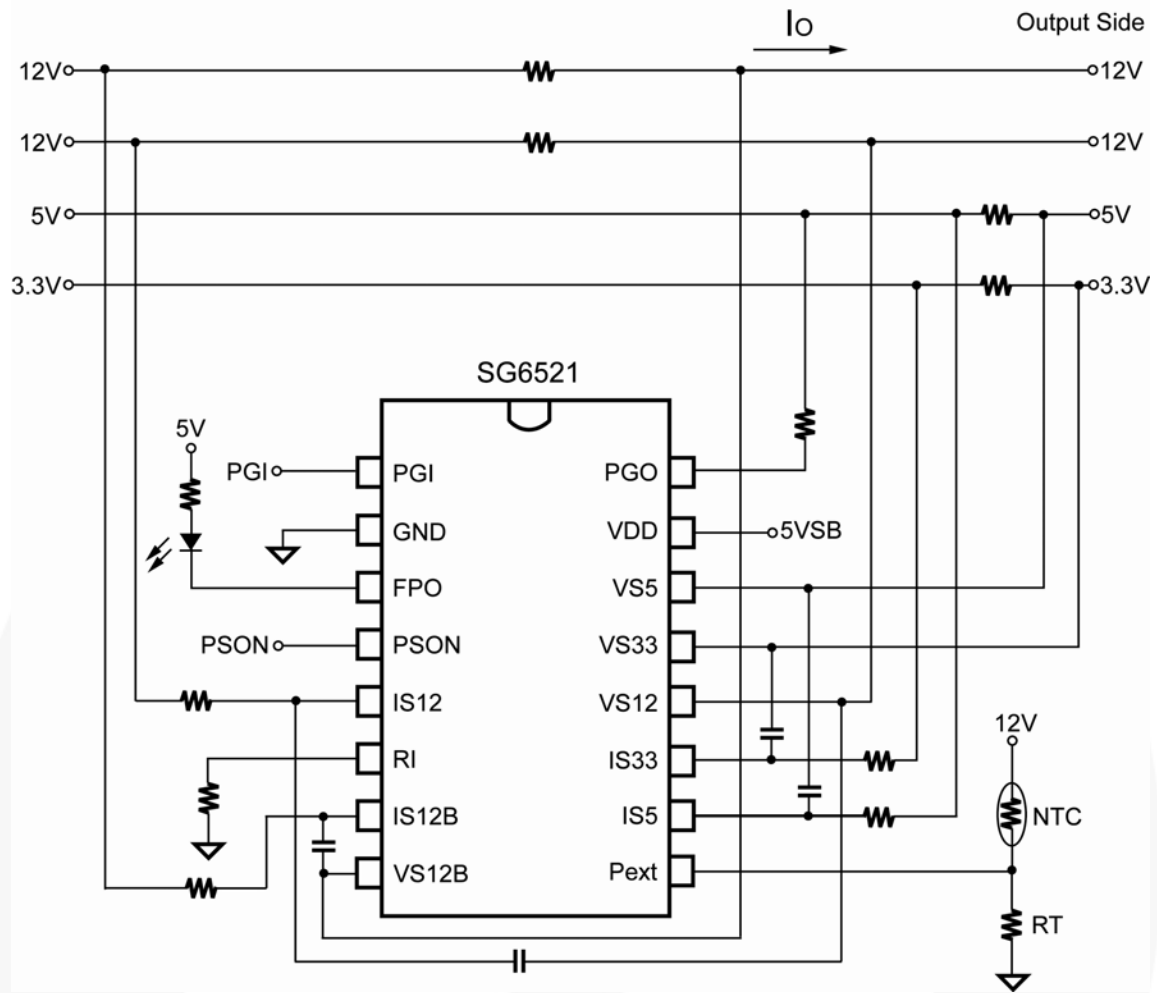 IO
Output Side
12V
12V
12V
12V
5V
5V
3.3V
3.3V
SG6521
5V
PGI
PGI
PGO
GND
VDD
5VSB
FPO
VS5
PSON
PSON
VS33
IS12
VS12
12V
RI
IS33
IS12B
IS5
NTC
VS12B
Pext
RT